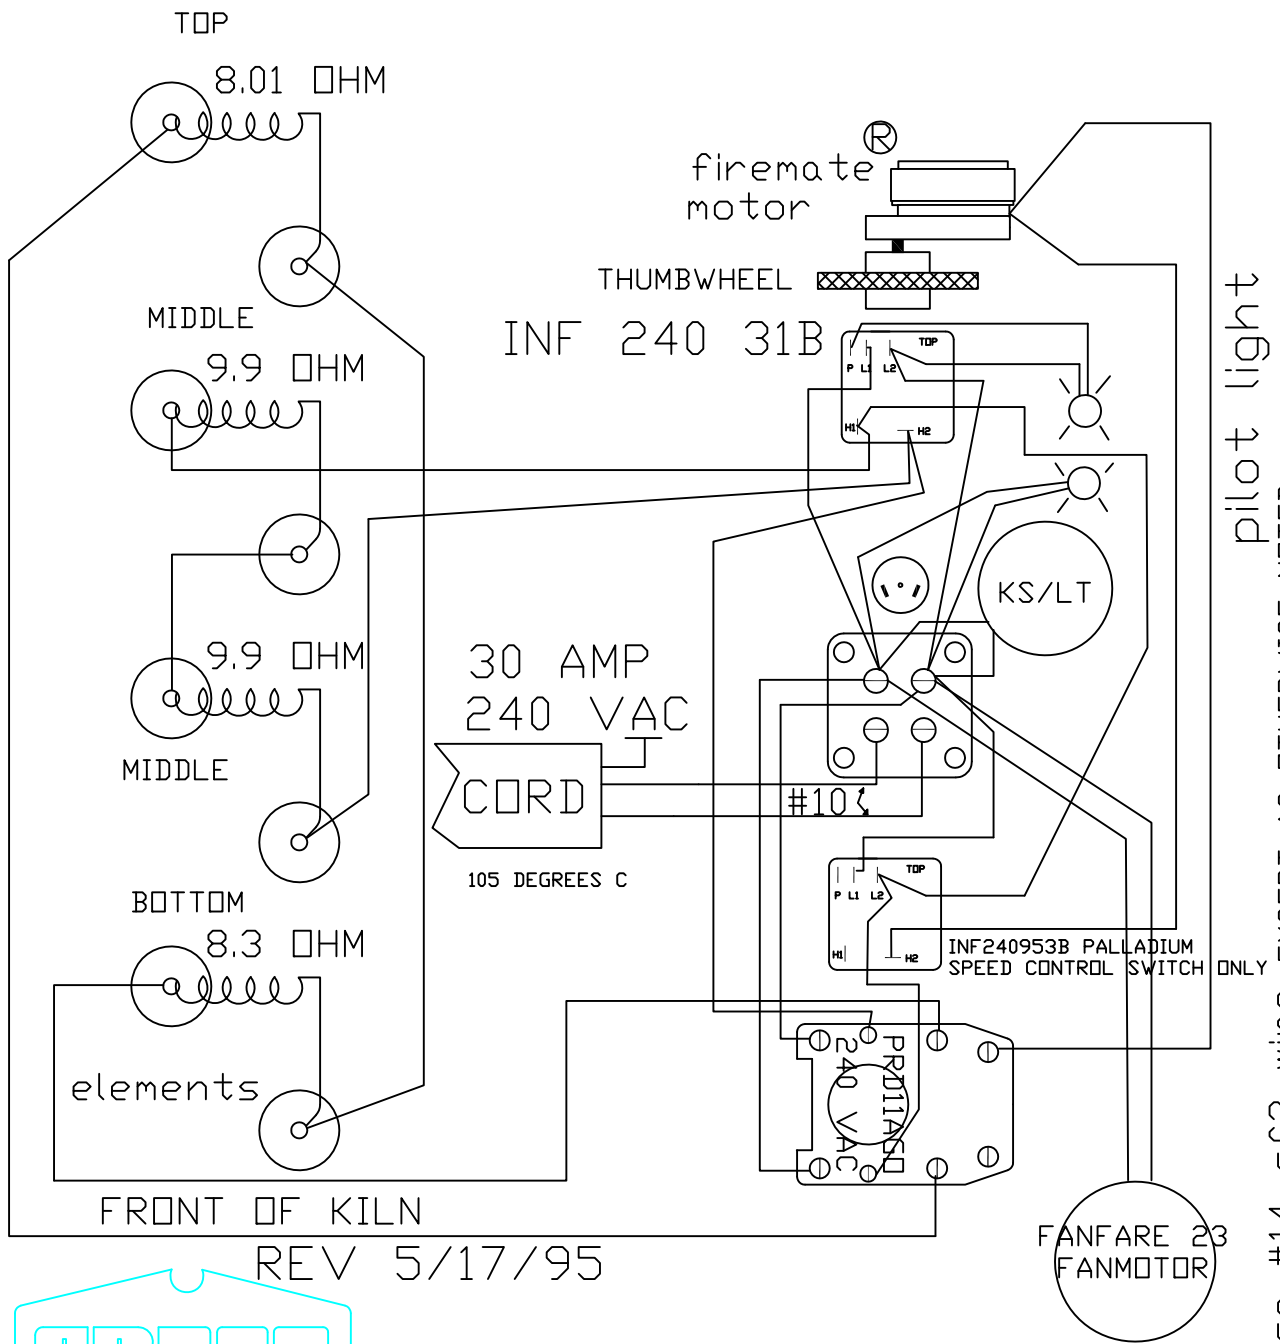 TOP
8.01 OHM
R
firemate
motor
THUMBWHEEL
MIDDLE
INF 240 31B
TOP
P L1 L2
H1
H2
9.9 OHM
pilot light
KS/LT
9.9 OHM
MIDDLE
30 AMP
240 VAC
CORD
#10
105 DEGREES C
TOP
P L1 L2
H1
H2
BOTTOM
8.3 OHM
INF240953B PALLADIUM
SPEED CONTROL SWITCH ONLY
PRD11AGO
240 VAC
elements
FRONT OF KILN
REV 5/17/95
FANFARE 23
FANMOTOR